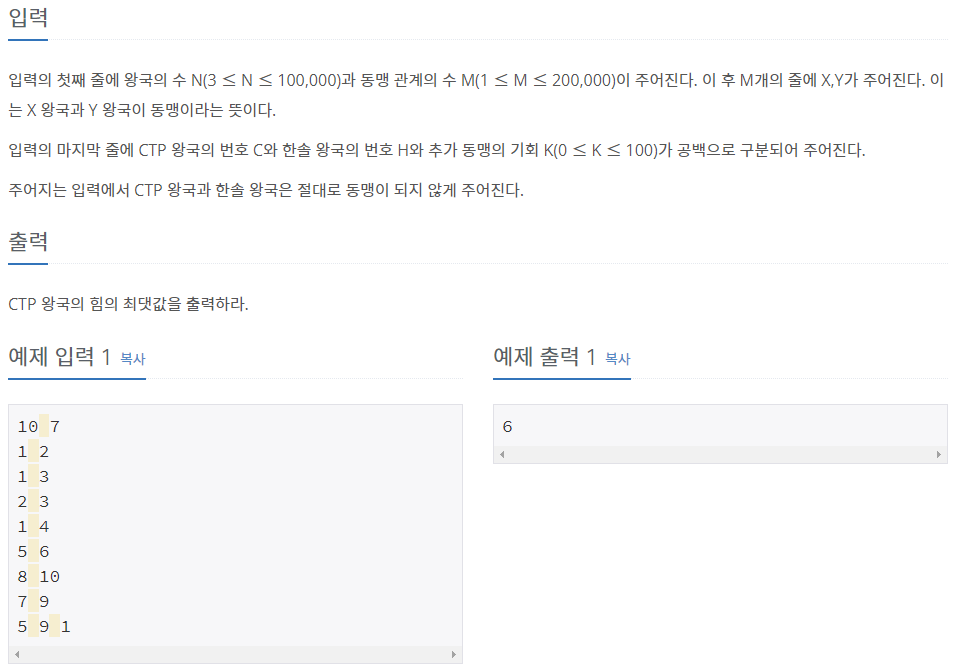 입력
입력의 첫째 줄에 왕국의 수 N(3 ≤ N ≤ 100,000)과 동맹 관계의 수 M(1 ≤ M ≤ 200,000)이 주어진다. 이 후 M개의 줄에 X,Y가 주어진다. 이
는 X 왕국과 Y 왕국이 동맹이라는 뜻이다.
입력의 마지막 줄에 CTP 왕국의 번호 C와 한솔 왕국의 번호 H와 추가 동맹의 기회 K(0 ≤ K ≤ 100)가 공백으로 구분되어 주어진다.
주어지는 입력에서 CTP 왕국과 한솔 왕국은 절대로 동맹이 되지 않게 주어진다.
출력
CTP 왕국의 힘의 최댓값을 출력하라.
예제 입력 1 복사
10 7
1 2
1 3
2 3
1 4
5 6
8 10
7 9
5 9 1
예제 출력 1 복사
6